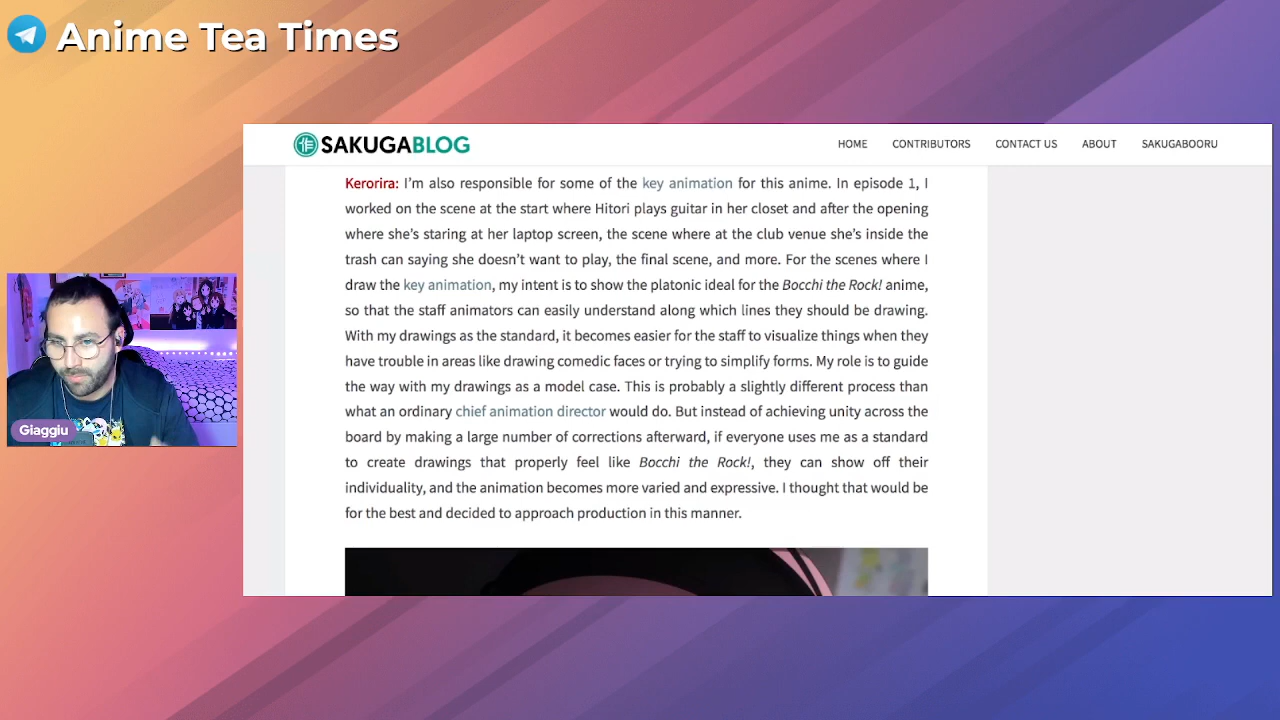 Anime Tea Times
SAKUGABLOG
HOME CONTRIBUTORS CONTACT US ABOUT SAKUGABOORU
Kerorira: I'm also responsible for some of the key animation for this anime. In episode 1, I
worked on the scene at the start where Hitori plays guitar in her closet and after the opening
where she's staring at her laptop screen, the scene where at the club venue she's inside the
trash can saying she doesn't want to play, the final scene, and more. For the scenes where I
draw the key animation, my intent is to show the platonic ideal for the Bocchi the Rock! anime,
so that the staff animators can easily understand along which lines they should be drawing.
With my drawings as the standard, it becomes easier for the staff to visualize things when they
have trouble in areas like drawing comedic faces or trying to simplify forms. My role is to guide
the way with my drawings as a model case. This is probably a slightly different process than
what an ordinary chief animation director would do. But instead of achieving unity across the
board by making a large number of corrections afterward, if everyone uses me as a standard
to create drawings that properly feel like Bocchi the Rock!, they can show off their
individuality, and the animation becomes more varied and expressive. I thought that would be
for the best and decided to approach production in this manner.
Giaggiu